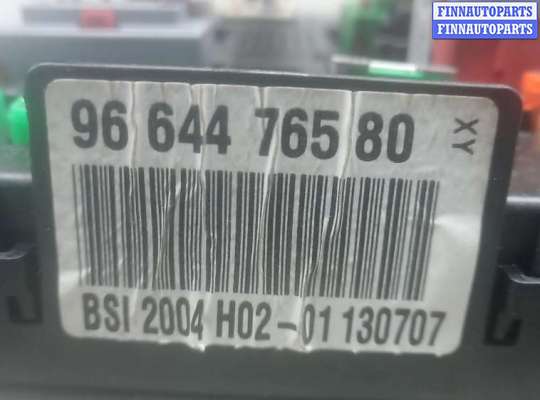 FINNAUTOPARTS
FINNAUTOPARTS
96 644 765 80
XY
BSI 2004 H02-01 130707